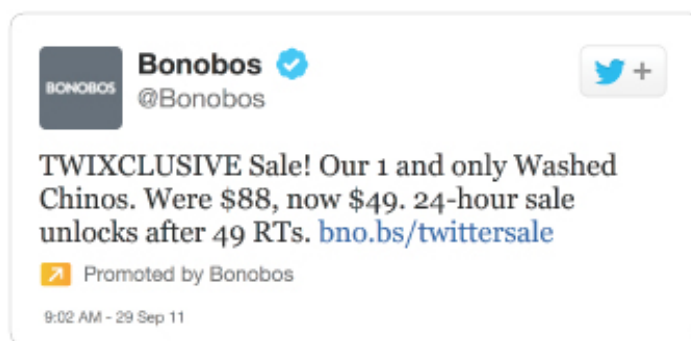 BONOBOS
Bonobos
@Bonobos
+
TWIXCLUSIVE Sale! Our 1 and only Washed
Chinos. Were $88, now $49. 24-hour sale
unlocks after 49 RTs. bno.bs/twittersale
Promoted by Bonobos
9:02 AM - 29 Sep 11